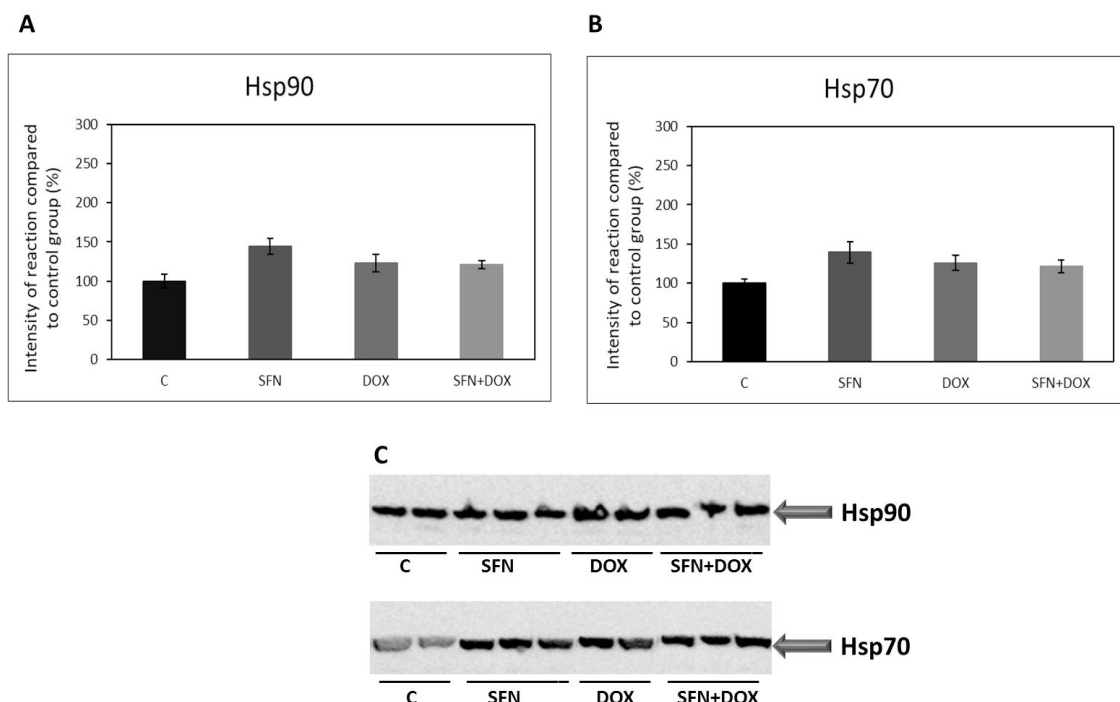 A
Hsp90
Intensity of reaction compared
to control group (%)
300
250
200
150
100
50
0
C SFN DOX SFN+DOX
B
Hsp70
Intensity of reaction compared
to control group (%)
300
250
200
150
100
50
0
C SFN DOX SFN+DOX
C
Hsp90
C SFN DOX SFN+DOX
Hsp70
C SFN DOX SFN+DOX